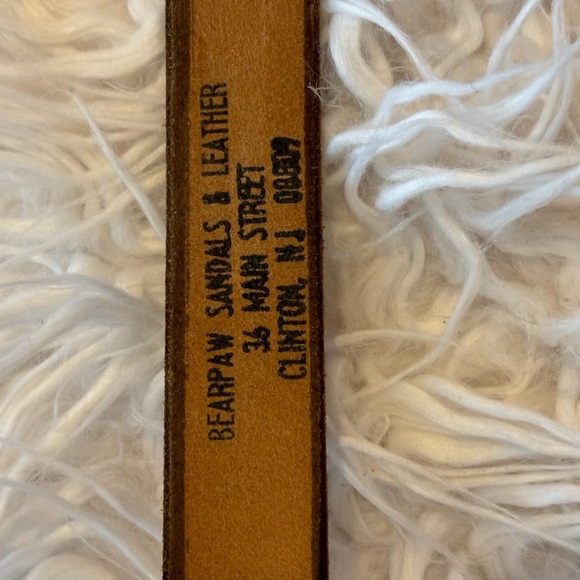 BEARPAW SANDALS & LEATHER
36 MAIN STREET
CLINTON, NJ 08809